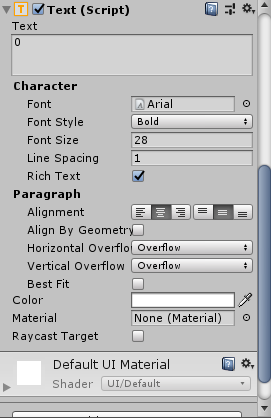 Text (Script)
Text
0
Character
Font Arial
Font Style Bold
Font Size 28
Line Spacing 1
Rich Text
Paragraph
Alignment
Align By Geometry
Horizontal Overflo Overflow
Vertical Overflow Overflow
Best Fit
Color
Material None (Material)
Raycast Target
Default UI Material
Shader UI/Default